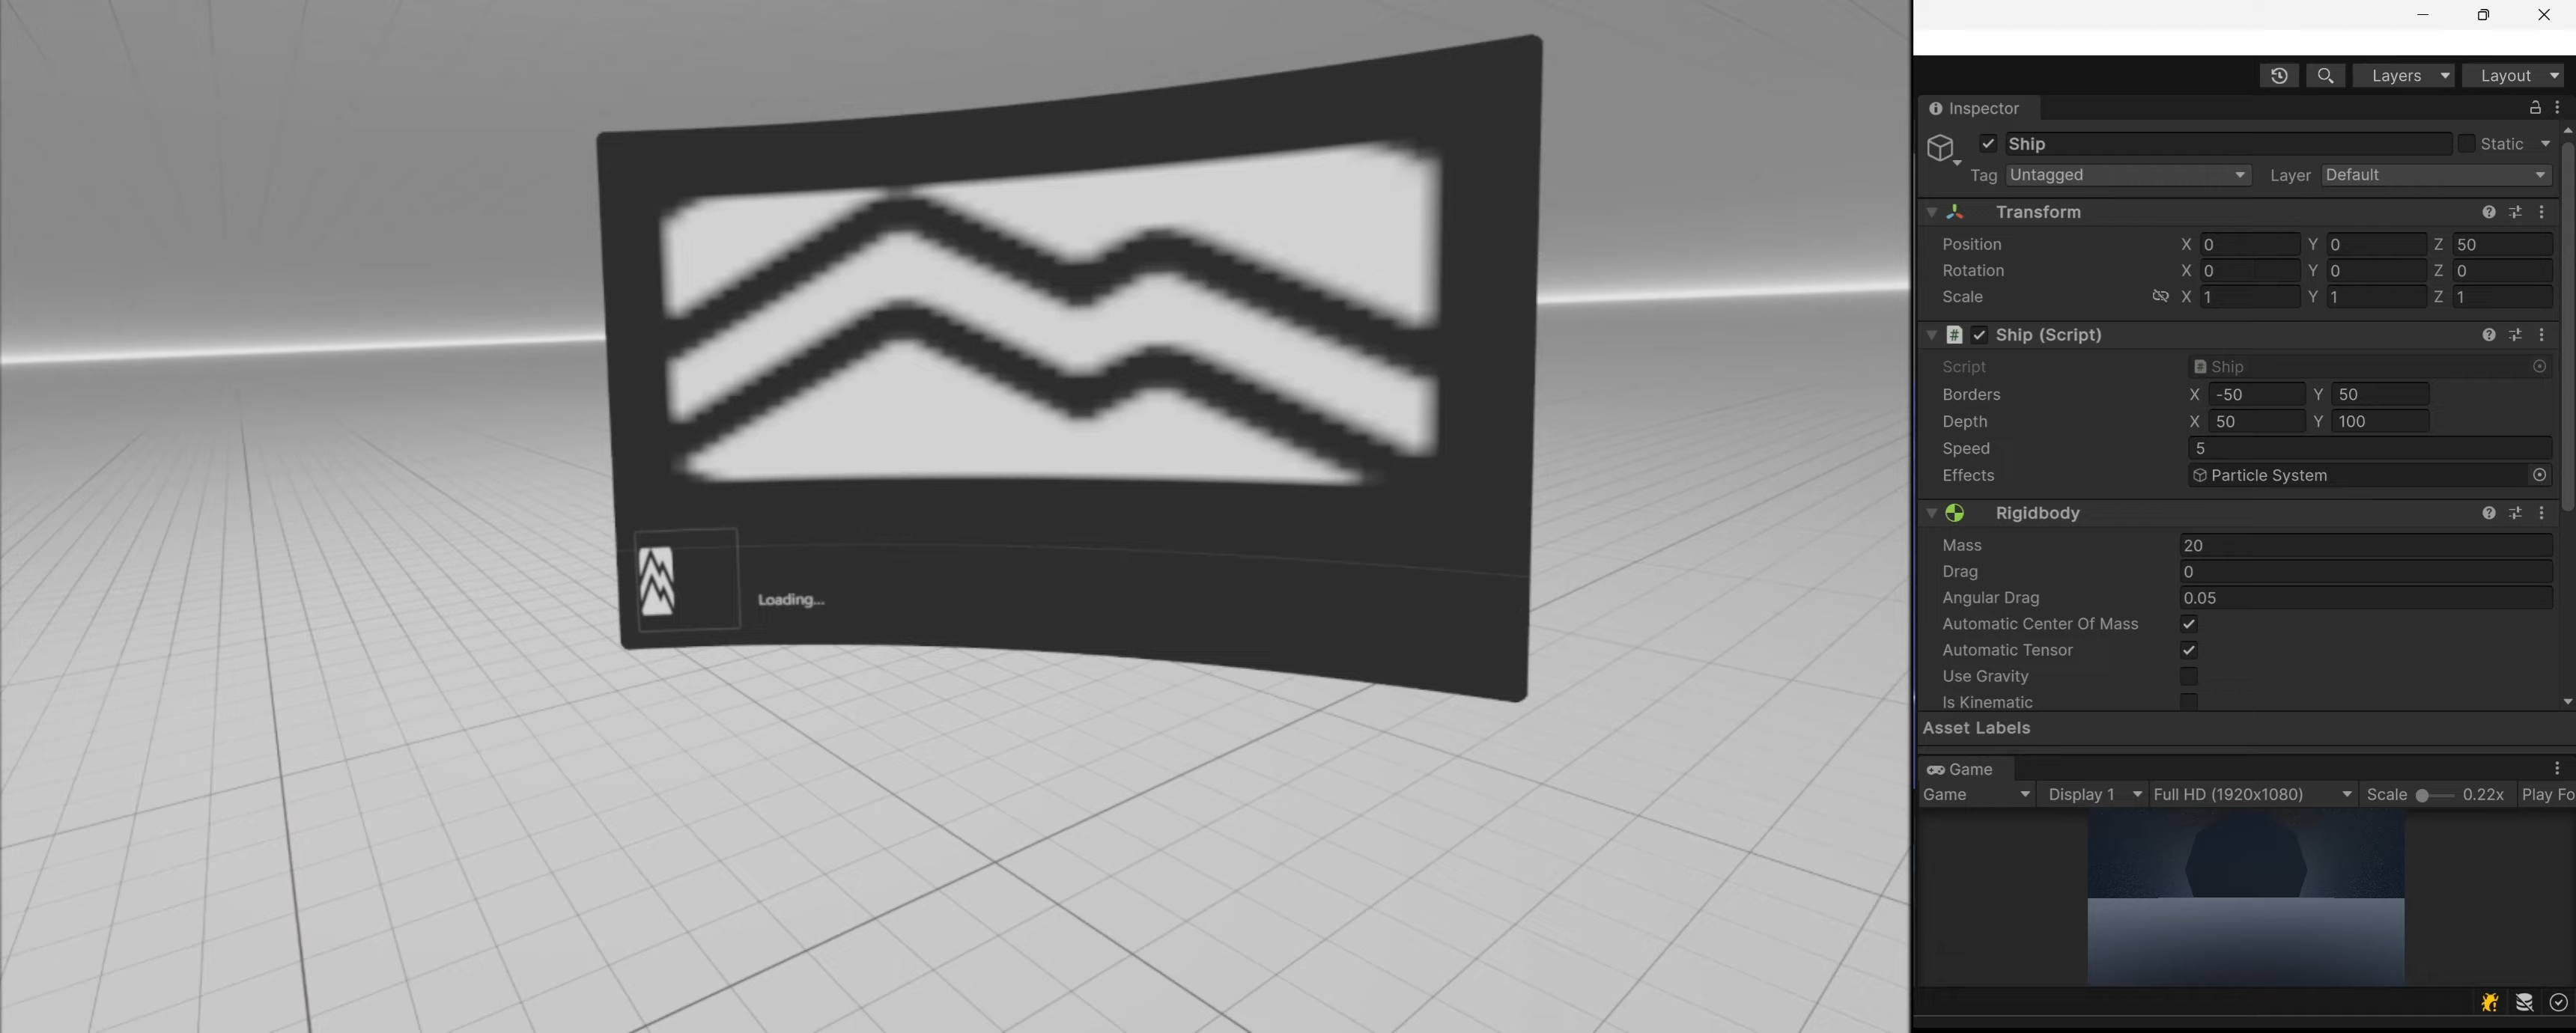 Loading...
Layers
Layout
Inspector
Ship
Static
Tag Untagged Layer Default
Transform
Position X 0 Y 0 Z 50
Rotation X 0 Y 0 Z 0
Scale X 1 Y 1 Z 1
# Ship (Script)
Script Ship
Borders X -50 Y 50
Depth X 50 Y 100
Speed 5
Effects Particle System
Rigidbody
Mass 20
Drag 0
Angular Drag 0.05
Automatic Center Of Mass
Automatic Tensor
Use Gravity
Is Kinematic
Asset Labels
Game
Game Display 1 Full HD (1920x1080) Scale 0.22x Play Fo